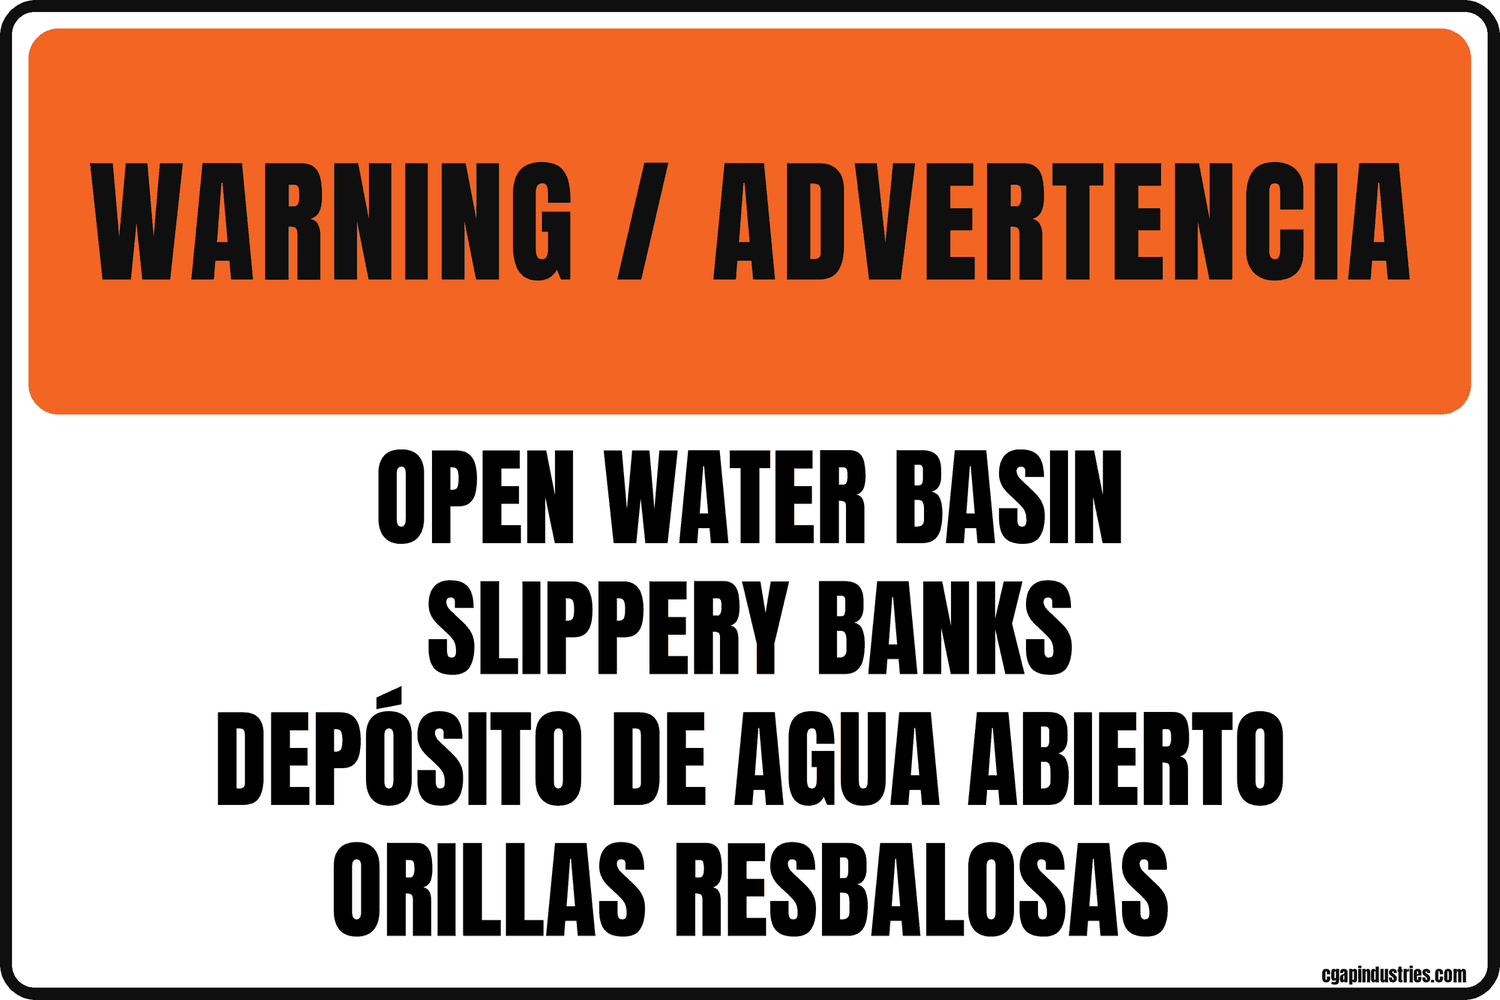 WARNING / ADVERTENCIA
OPEN WATER BASIN
SLIPPERY BANKS
DEPÓSITO DE AGUA ABIERTO
ORILLAS RESBALOSAS
cgapindustries.com